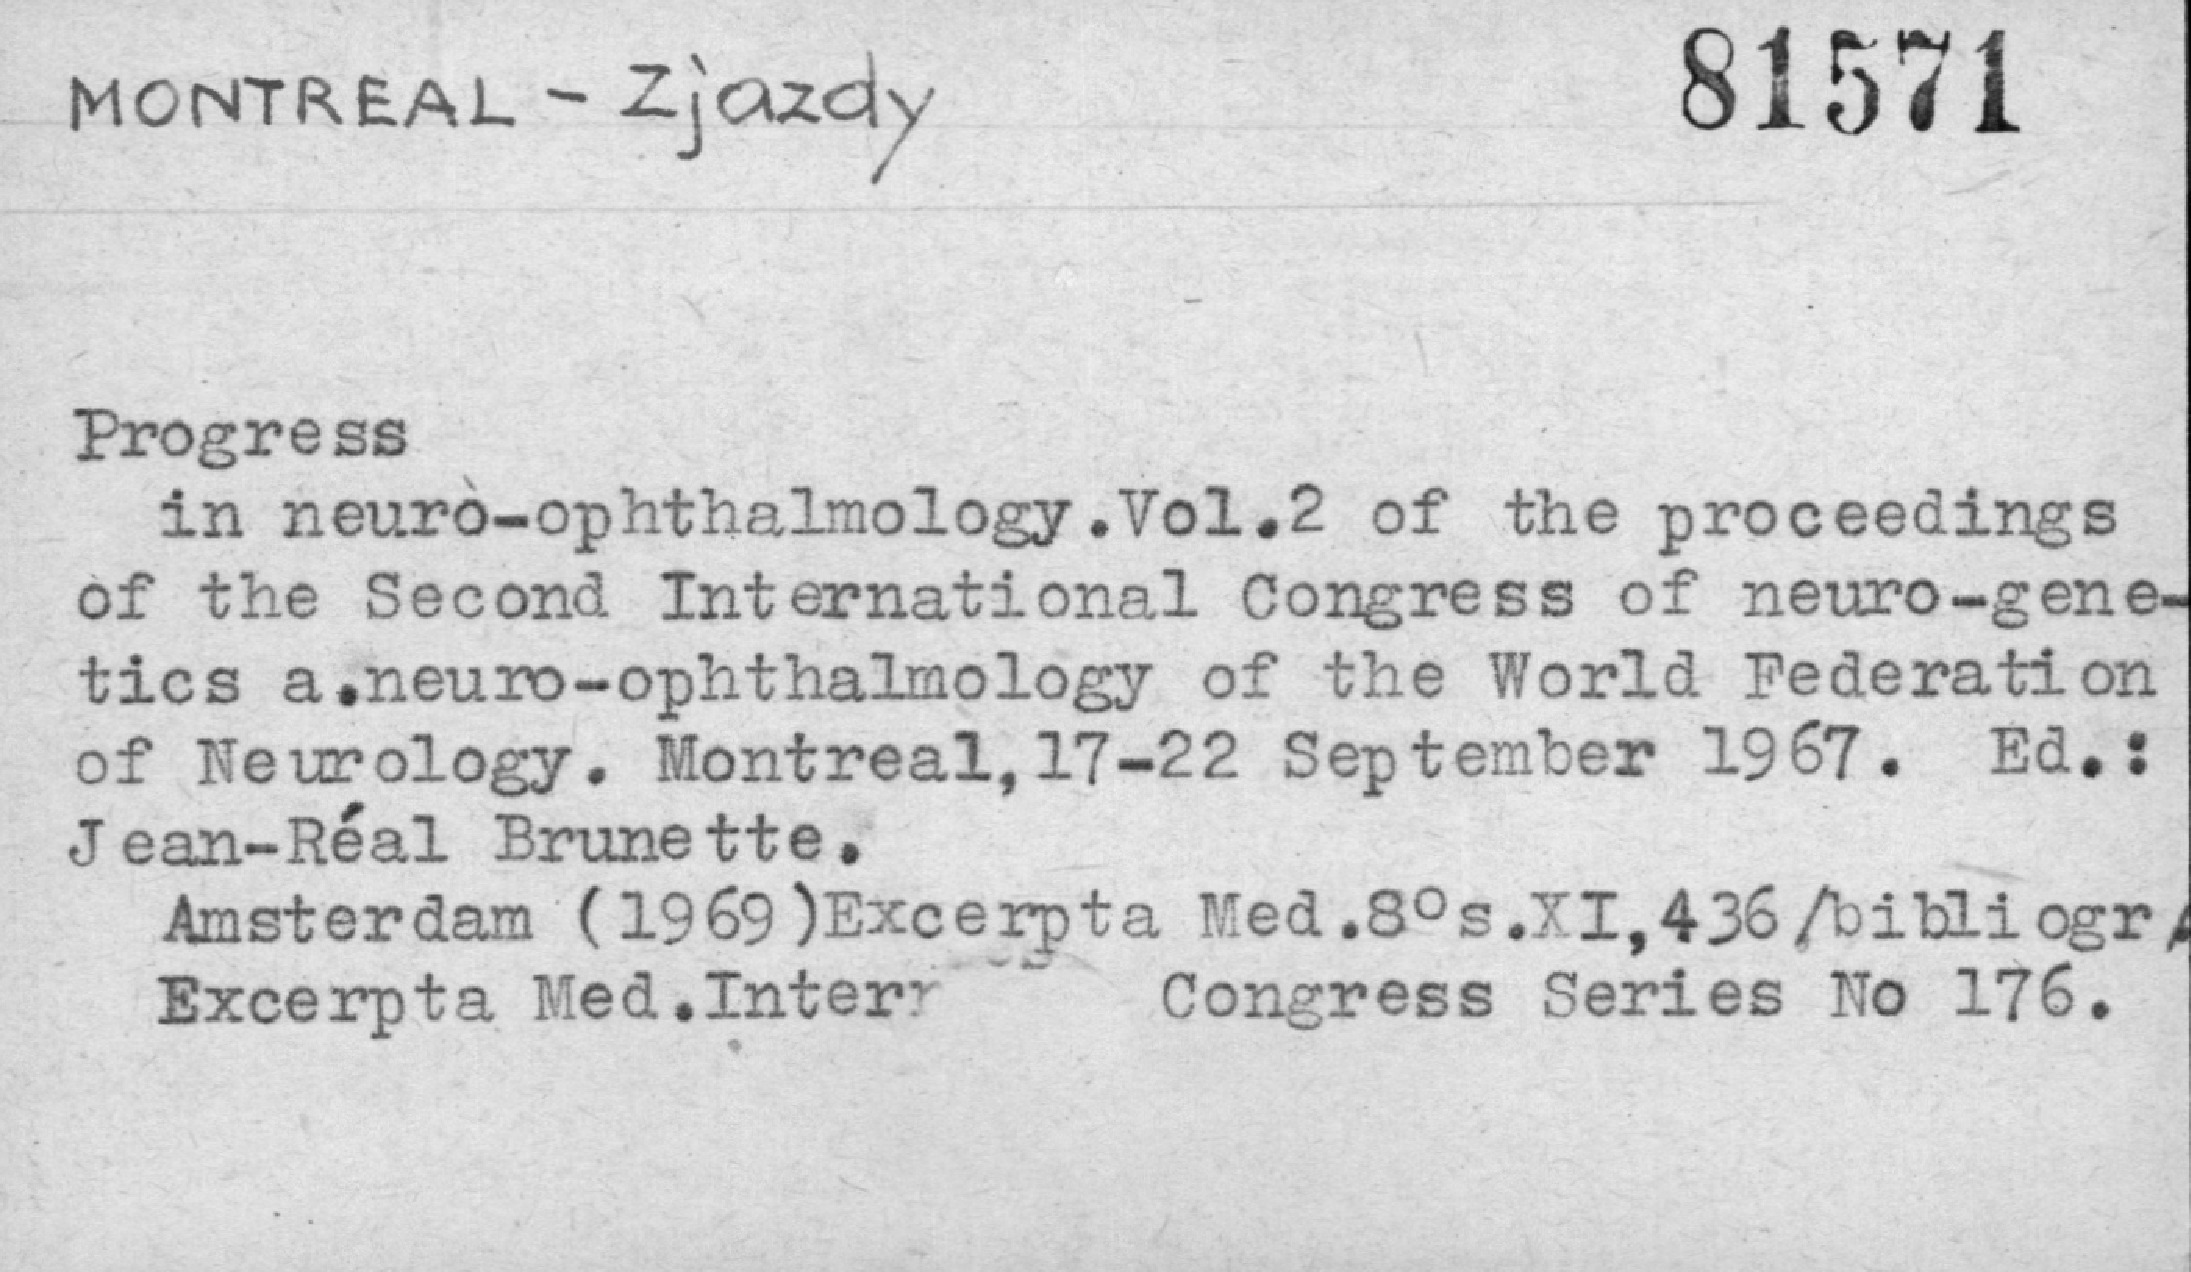 MONTREAL - Zjazdy
81571
Progress
in neuro-ophthalmology.Vol.2 of the proceedings
of the Second International Congress of neuro-gene-
tics a.neuro-ophthalmology of the World Federation
of Neurology. Montreal,17-22 September 1967. Ed.:
Jean-Réal Brunette.
Amsterdam (1969)Excerpta Med.8°s.XI,436/bibliogr/
Excerpta Med. Congress Series No 176.